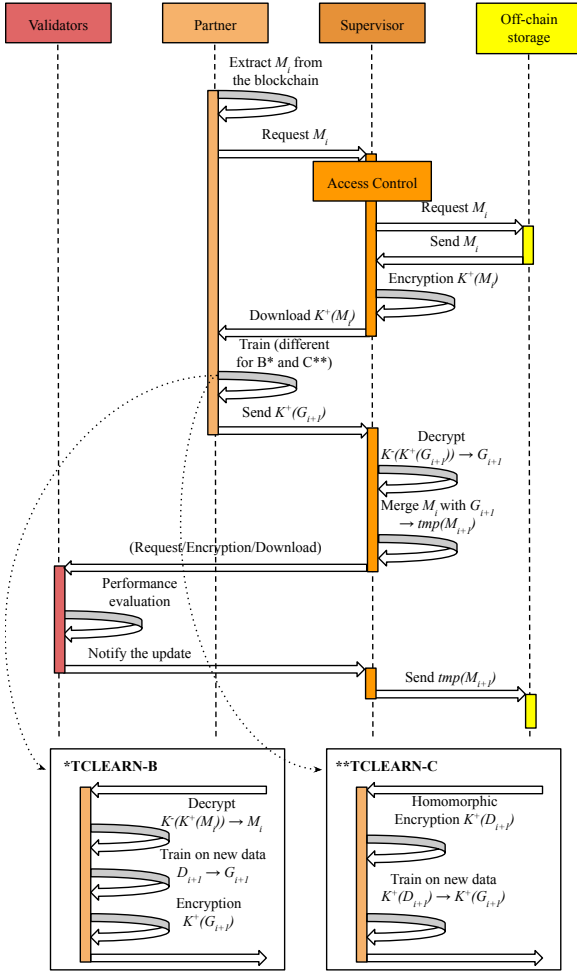 Validators
Partner
Supervisor
Off-chain
storage
Extract M_i from
the blockchain
Request M_i
Access Control
Request M_i
Send M_i
Encryption K⁺(M_i)
Download K⁺(M_i)
Train (different
for B* and C**)
Send K⁺(G_{i+1})
Decrypt
K⁻(K⁺(G_{i+1})) → G_{i+1}
Merge M_i with G_{i+1}
→ tmp(M_{i+1})
(Request/Encryption/Download)
Performance
evaluation
Notify the update
Send tmp(M_{i+1})
*TCLEARN-B
Decrypt
K⁻(K⁺(M_i)) → M_i
Train on new data
D_{i+1} → G_{i+1}
Encryption
K⁺(G_{i+1})
**TCLEARN-C
Homomorphic
Encryption K⁺(D_{i+1})
Train on new data
K⁺(D_{i+1}) → K⁺(G_{i+1})